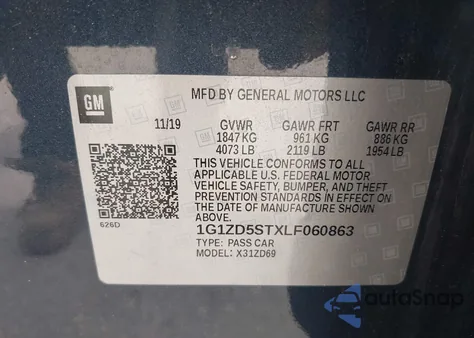 GM
MFD BY GENERAL MOTORS LLC
11/19 GVWR GAWR FRT GAWR RR
1847 KG 961 KG 886 KG
4073 LB 2119 LB 1954 LB
THIS VEHICLE CONFORMS TO ALL
APPLICABLE U.S. FEDERAL MOTOR
VEHICLE SAFETY, BUMPER, AND THEFT
PREVENTION STANDARDS IN EFFECT ON
THE DATE OF MANUFACTURE SHOWN
ABOVE.
626D
1G1ZD5STXLF060863
TYPE: PASS CAR
MODEL: X31ZD69
autoSnap